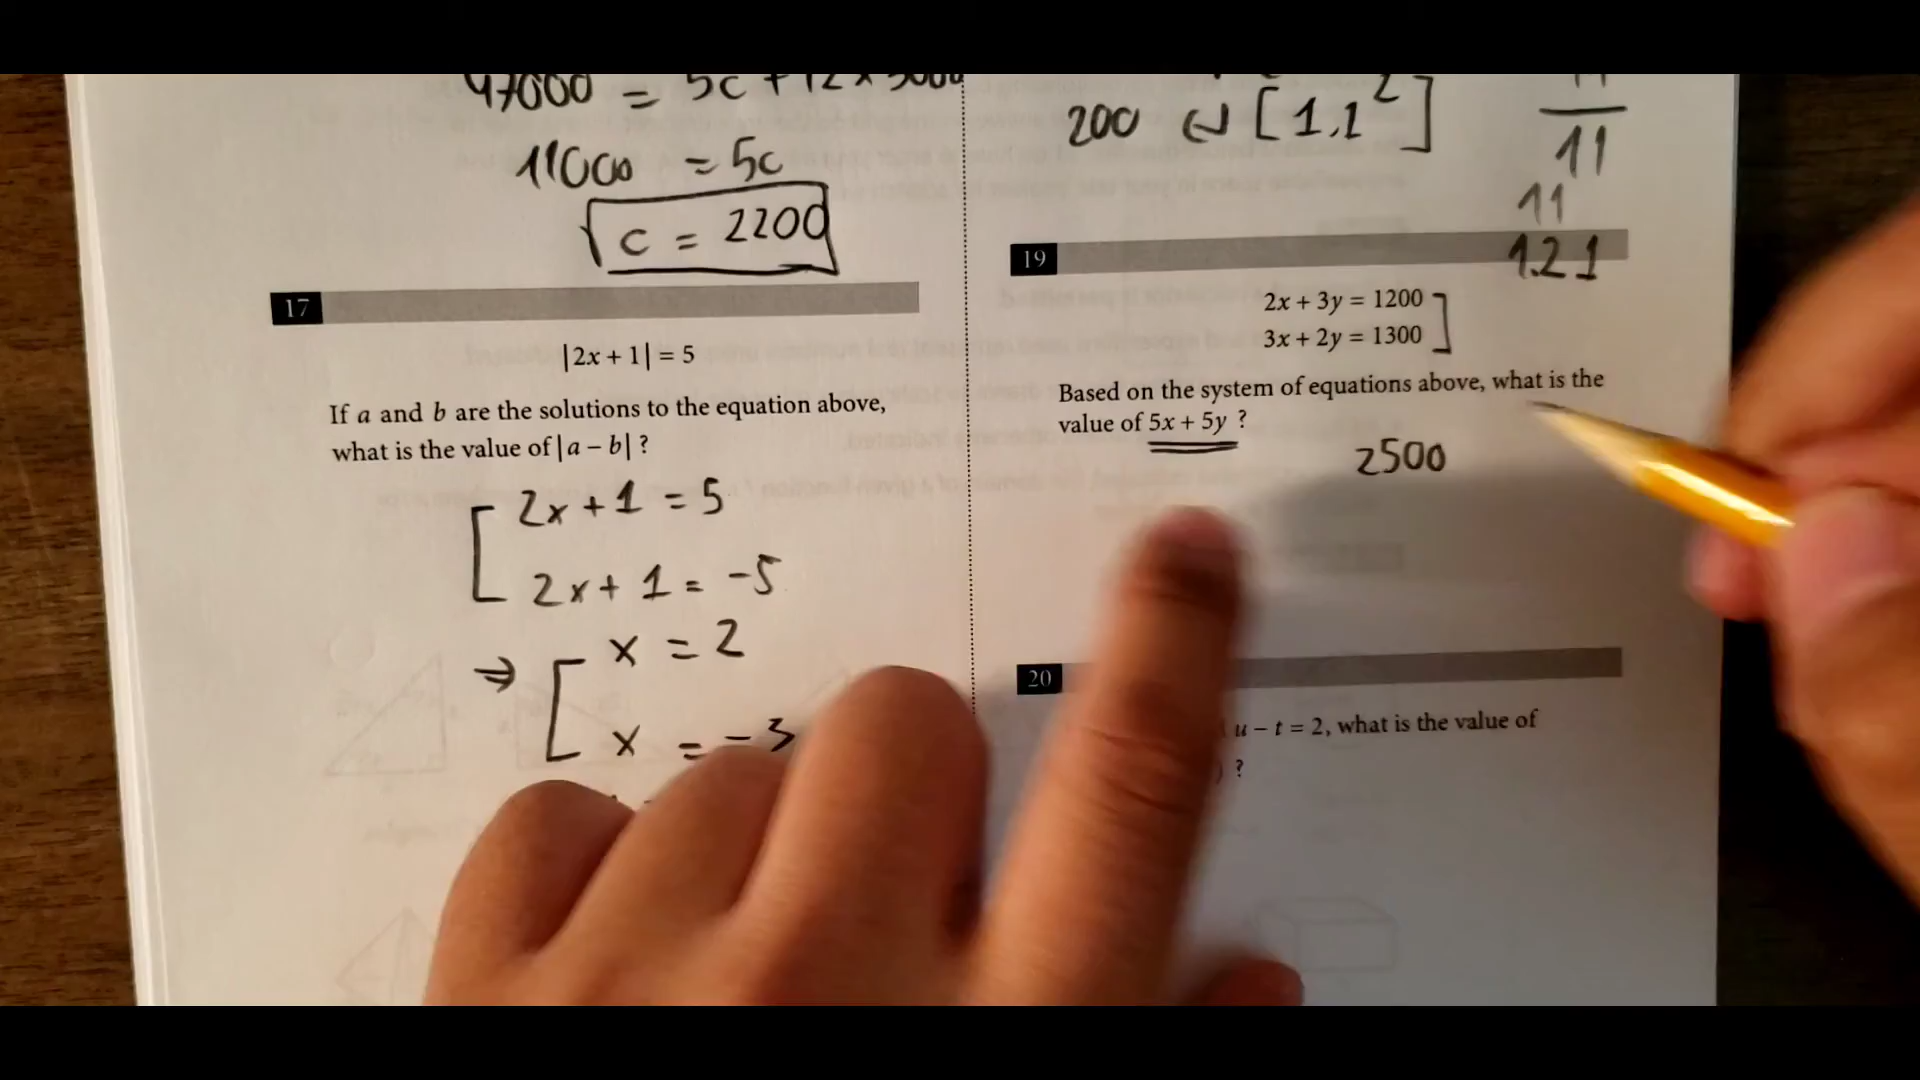 47000 = 5c + 12 x 3000
11000 = 5c
c = 2200
17
|2x + 1| = 5
If a and b are the solutions to the equation above,
what is the value of |a – b| ?
2x + 1 = 5
2x + 1 = -5
⇒ x = 2
x = -3
200 [1,1²]
11
11
121
19
2x + 3y = 1200
3x + 2y = 1300
Based on the system of equations above, what is the
value of 5x + 5y ?
2500
20
u – t = 2, what is the value of
) ?